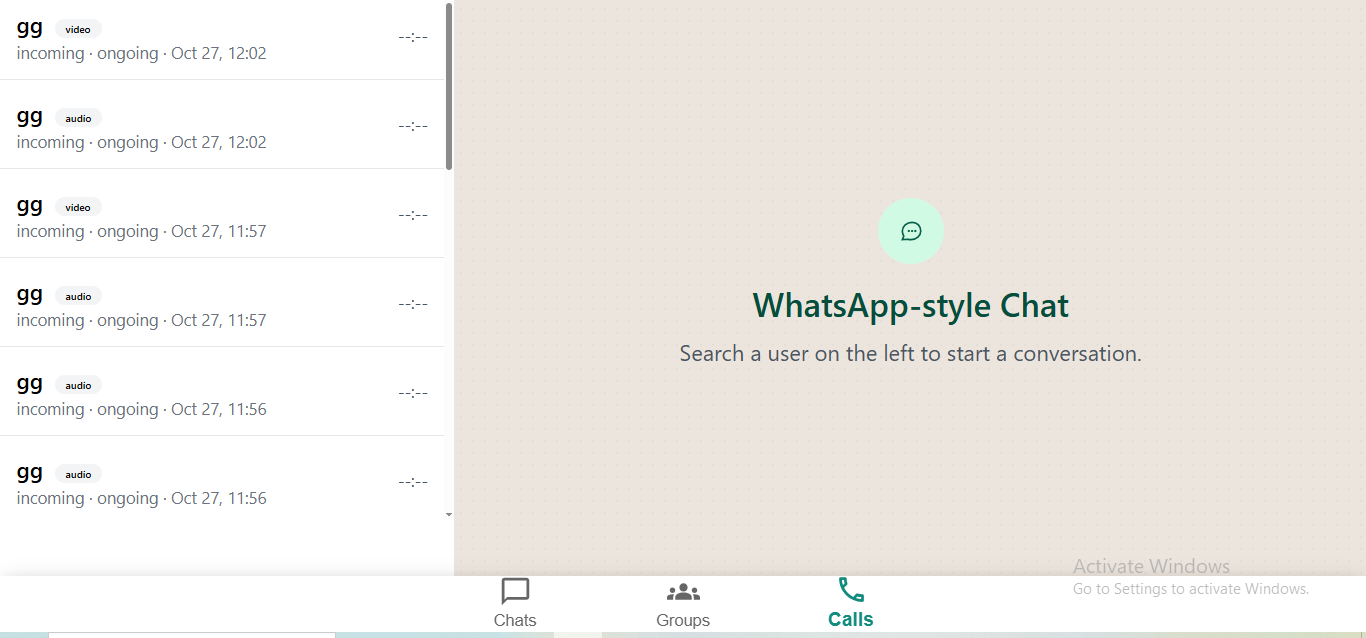 gg video
--:--
incoming · ongoing · Oct 27, 12:02
gg audio
--:--
incoming · ongoing · Oct 27, 12:02
gg video
--:--
incoming · ongoing · Oct 27, 11:57
gg audio
--:--
incoming · ongoing · Oct 27, 11:57
gg audio
--:--
incoming · ongoing · Oct 27, 11:56
gg audio
--:--
incoming · ongoing · Oct 27, 11:56
WhatsApp-style Chat
Search a user on the left to start a conversation.
Activate Windows
Go to Settings to activate Windows.
Chats
Groups
Calls